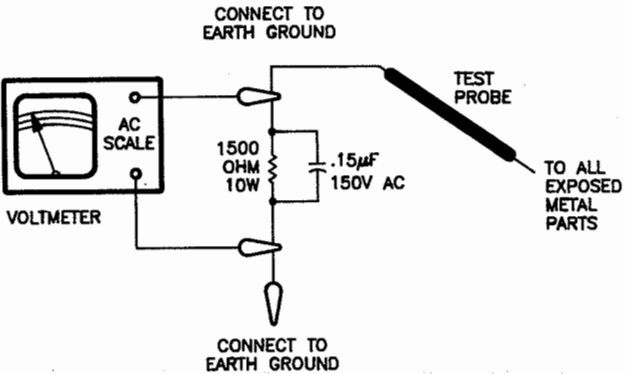 CONNECT TO
EARTH GROUND
TEST
PROBE
AC
SCALE
1500
OHM
10W
.15µF
150V AC
TO ALL
EXPOSED
METAL
PARTS
VOLTMETER
CONNECT TO
EARTH GROUND